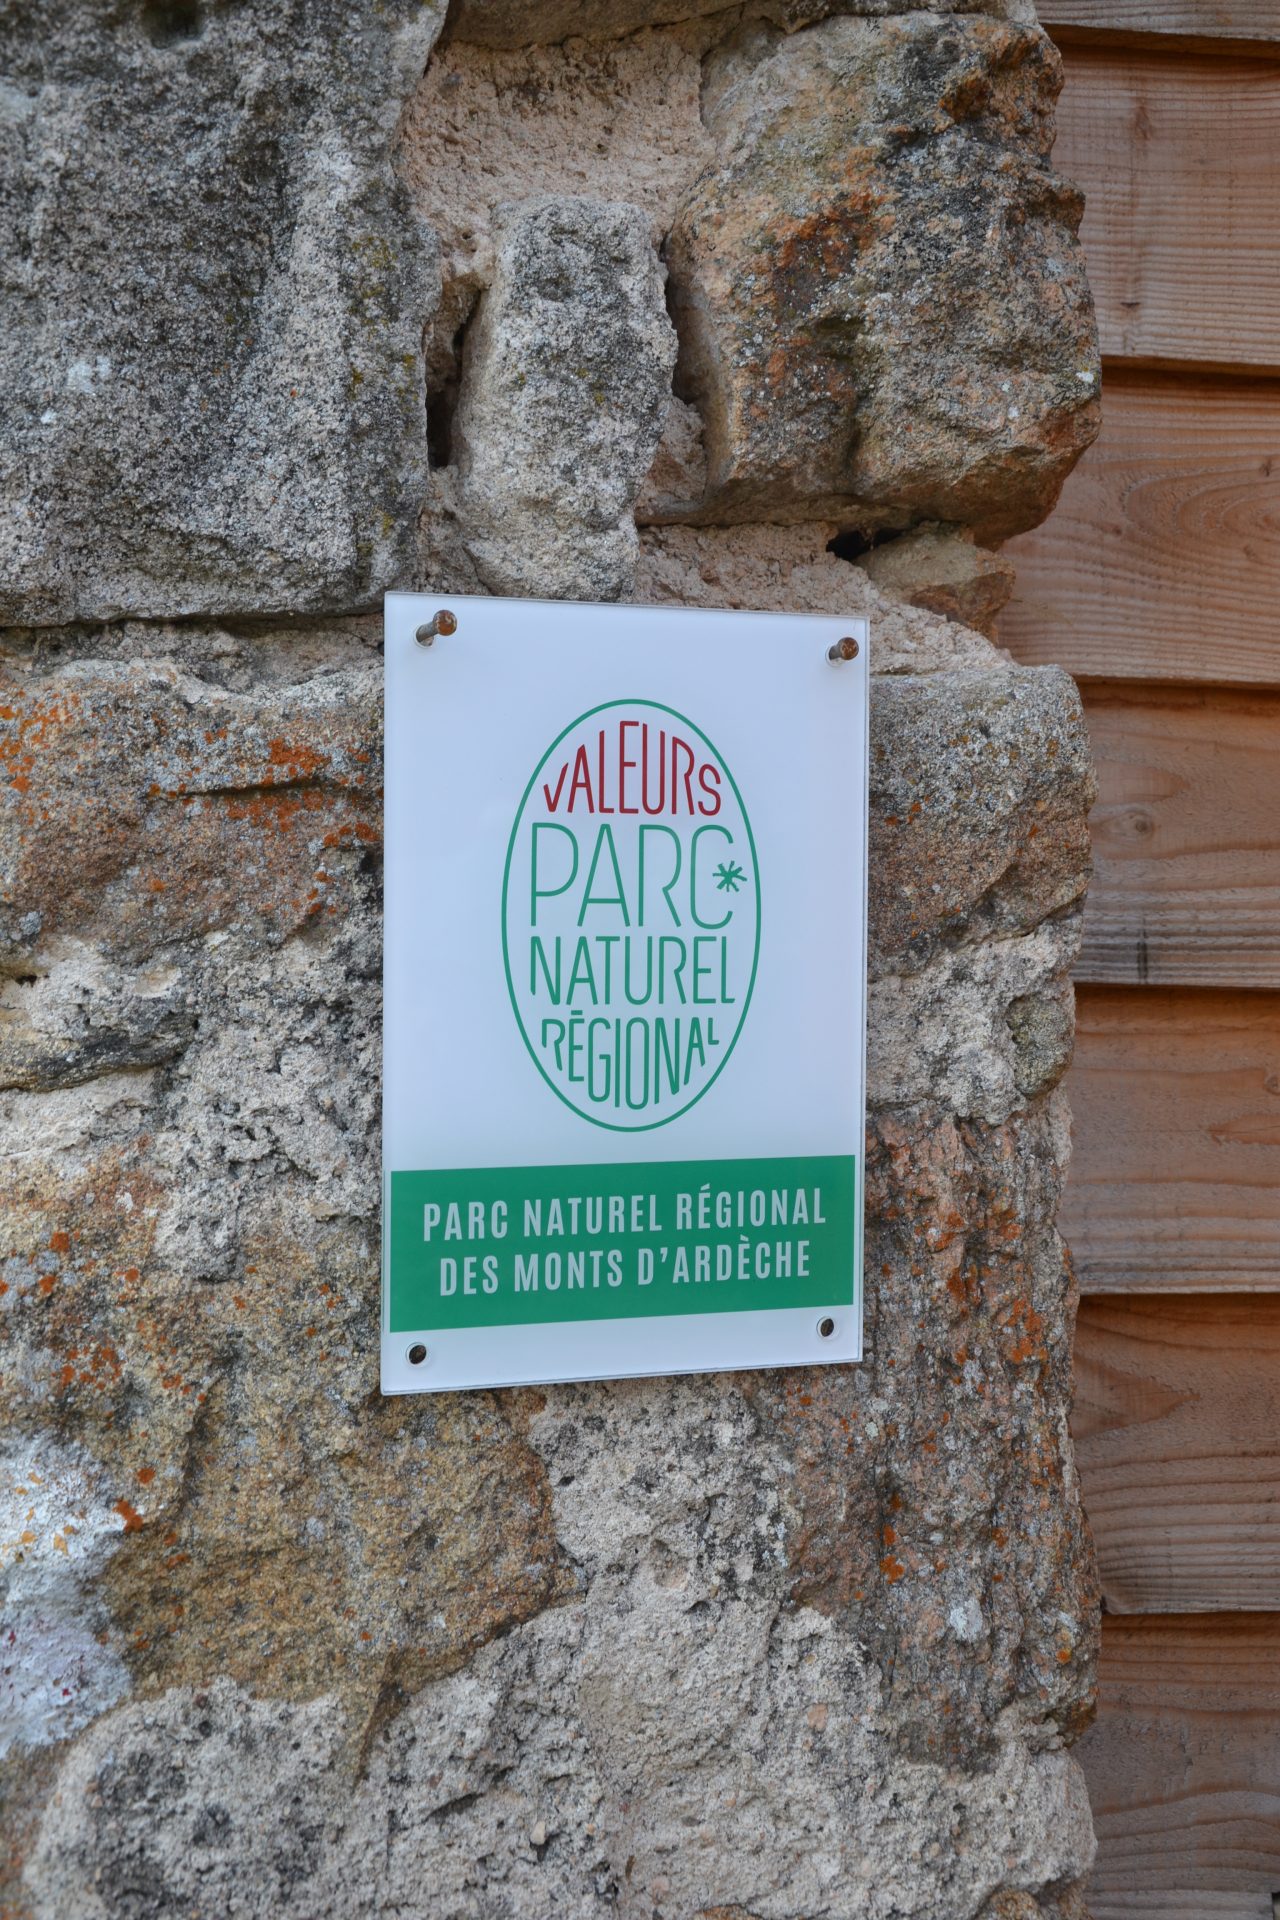 VALEURS
PARC*
NATUREL
RÉGIONAL
PARC NATUREL RÉGIONAL
DES MONTS D'ARDÈCHE